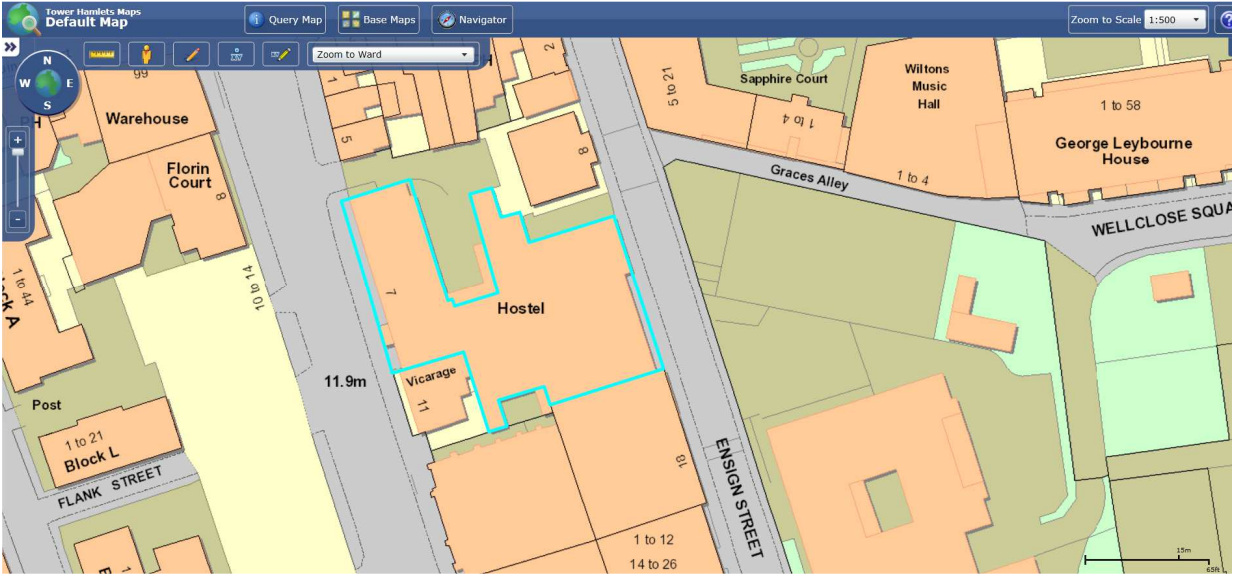 Tower Hamlets Maps
Default Map
Query Map
Base Maps
Navigator
Zoom to Scale 1:500
?
»
N
W E
S
XY
Zoom to Ward
+
-
99
PH
Warehouse
Florin
Court
8
1
5
2
8
5 to 21
Sapphire Court
1 to 4
Wiltons
Music
Hall
1 to 58
George Leybourne
House
Graces Alley
1 to 4
WELLCLOSE SQUA
1 to 44
ck A
10 to 14
7
Hostel
11.9m
Vicarage
11
Post
1 to 21
Block L
FLANK STREET
18
ENSIGN STREET
1 to 12
14 to 26
1
15m
65ft